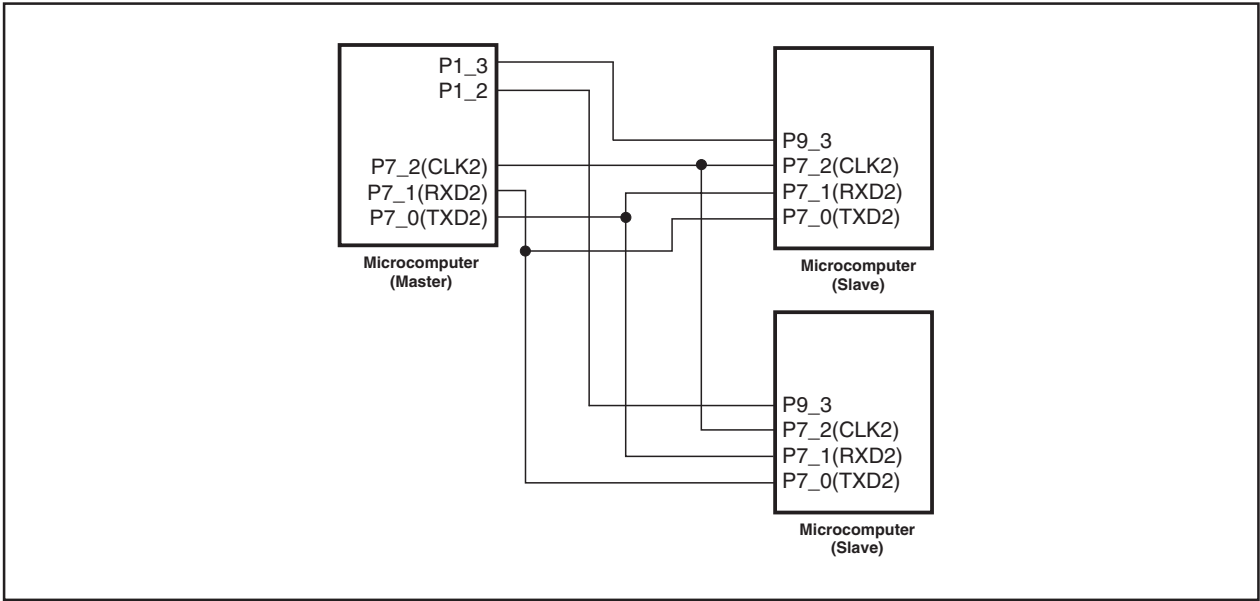 P1_3
P1_2
P7_2(CLK2)
P7_1(RXD2)
P7_0(TXD2)
Microcomputer
(Master)
P9_3
P7_2(CLK2)
P7_1(RXD2)
P7_0(TXD2)
Microcomputer
(Slave)
P9_3
P7_2(CLK2)
P7_1(RXD2)
P7_0(TXD2)
Microcomputer
(Slave)